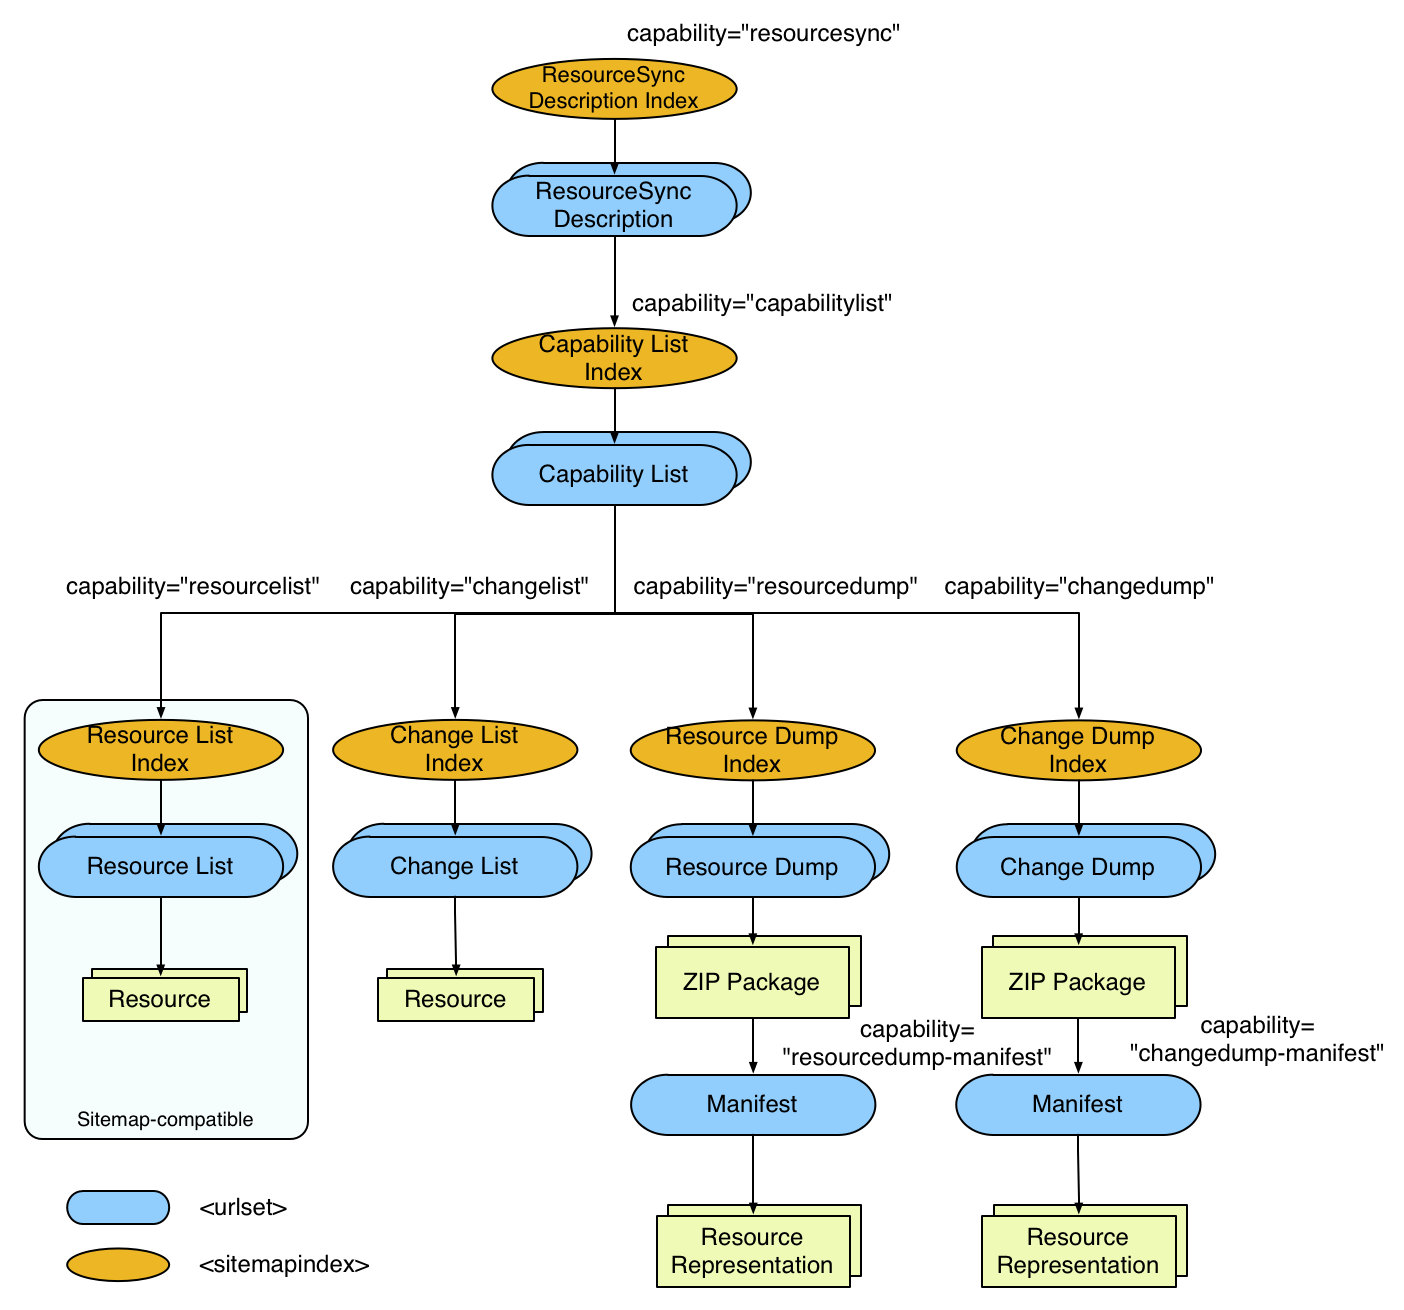 capability="resourcesync"
ResourceSync
Description Index
ResourceSync
Description
capability="capabilitylist"
Capability List
Index
Capability List
capability="resourcelist"
capability="changelist"
capability="resourcedump"
capability="changedump"
Resource List
Index
Change List
Index
Resource Dump
Index
Change Dump
Index
Resource List
Change List
Resource Dump
Change Dump
Resource
Resource
ZIP Package
ZIP Package
capability=
"resourcedump-manifest"
capability=
"changedump-manifest"
Manifest
Manifest
Sitemap-compatible
Resource
Representation
Resource
Representation
<urlset>
<sitemapindex>